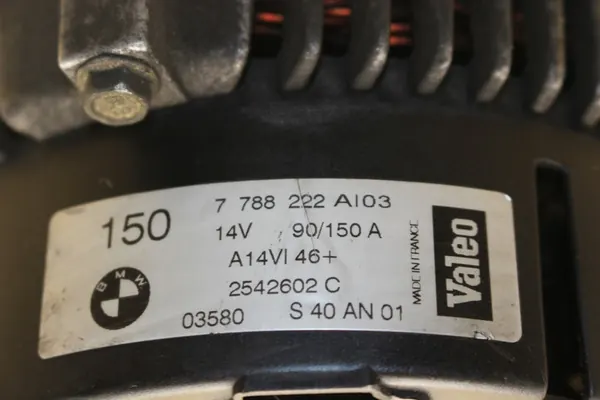 150
7 788 222 AI03
14V 90/150 A
A14VI 46+
2542602 C
03580 S 40 AN 01
BMW
MADE IN FRANCE
Valeo